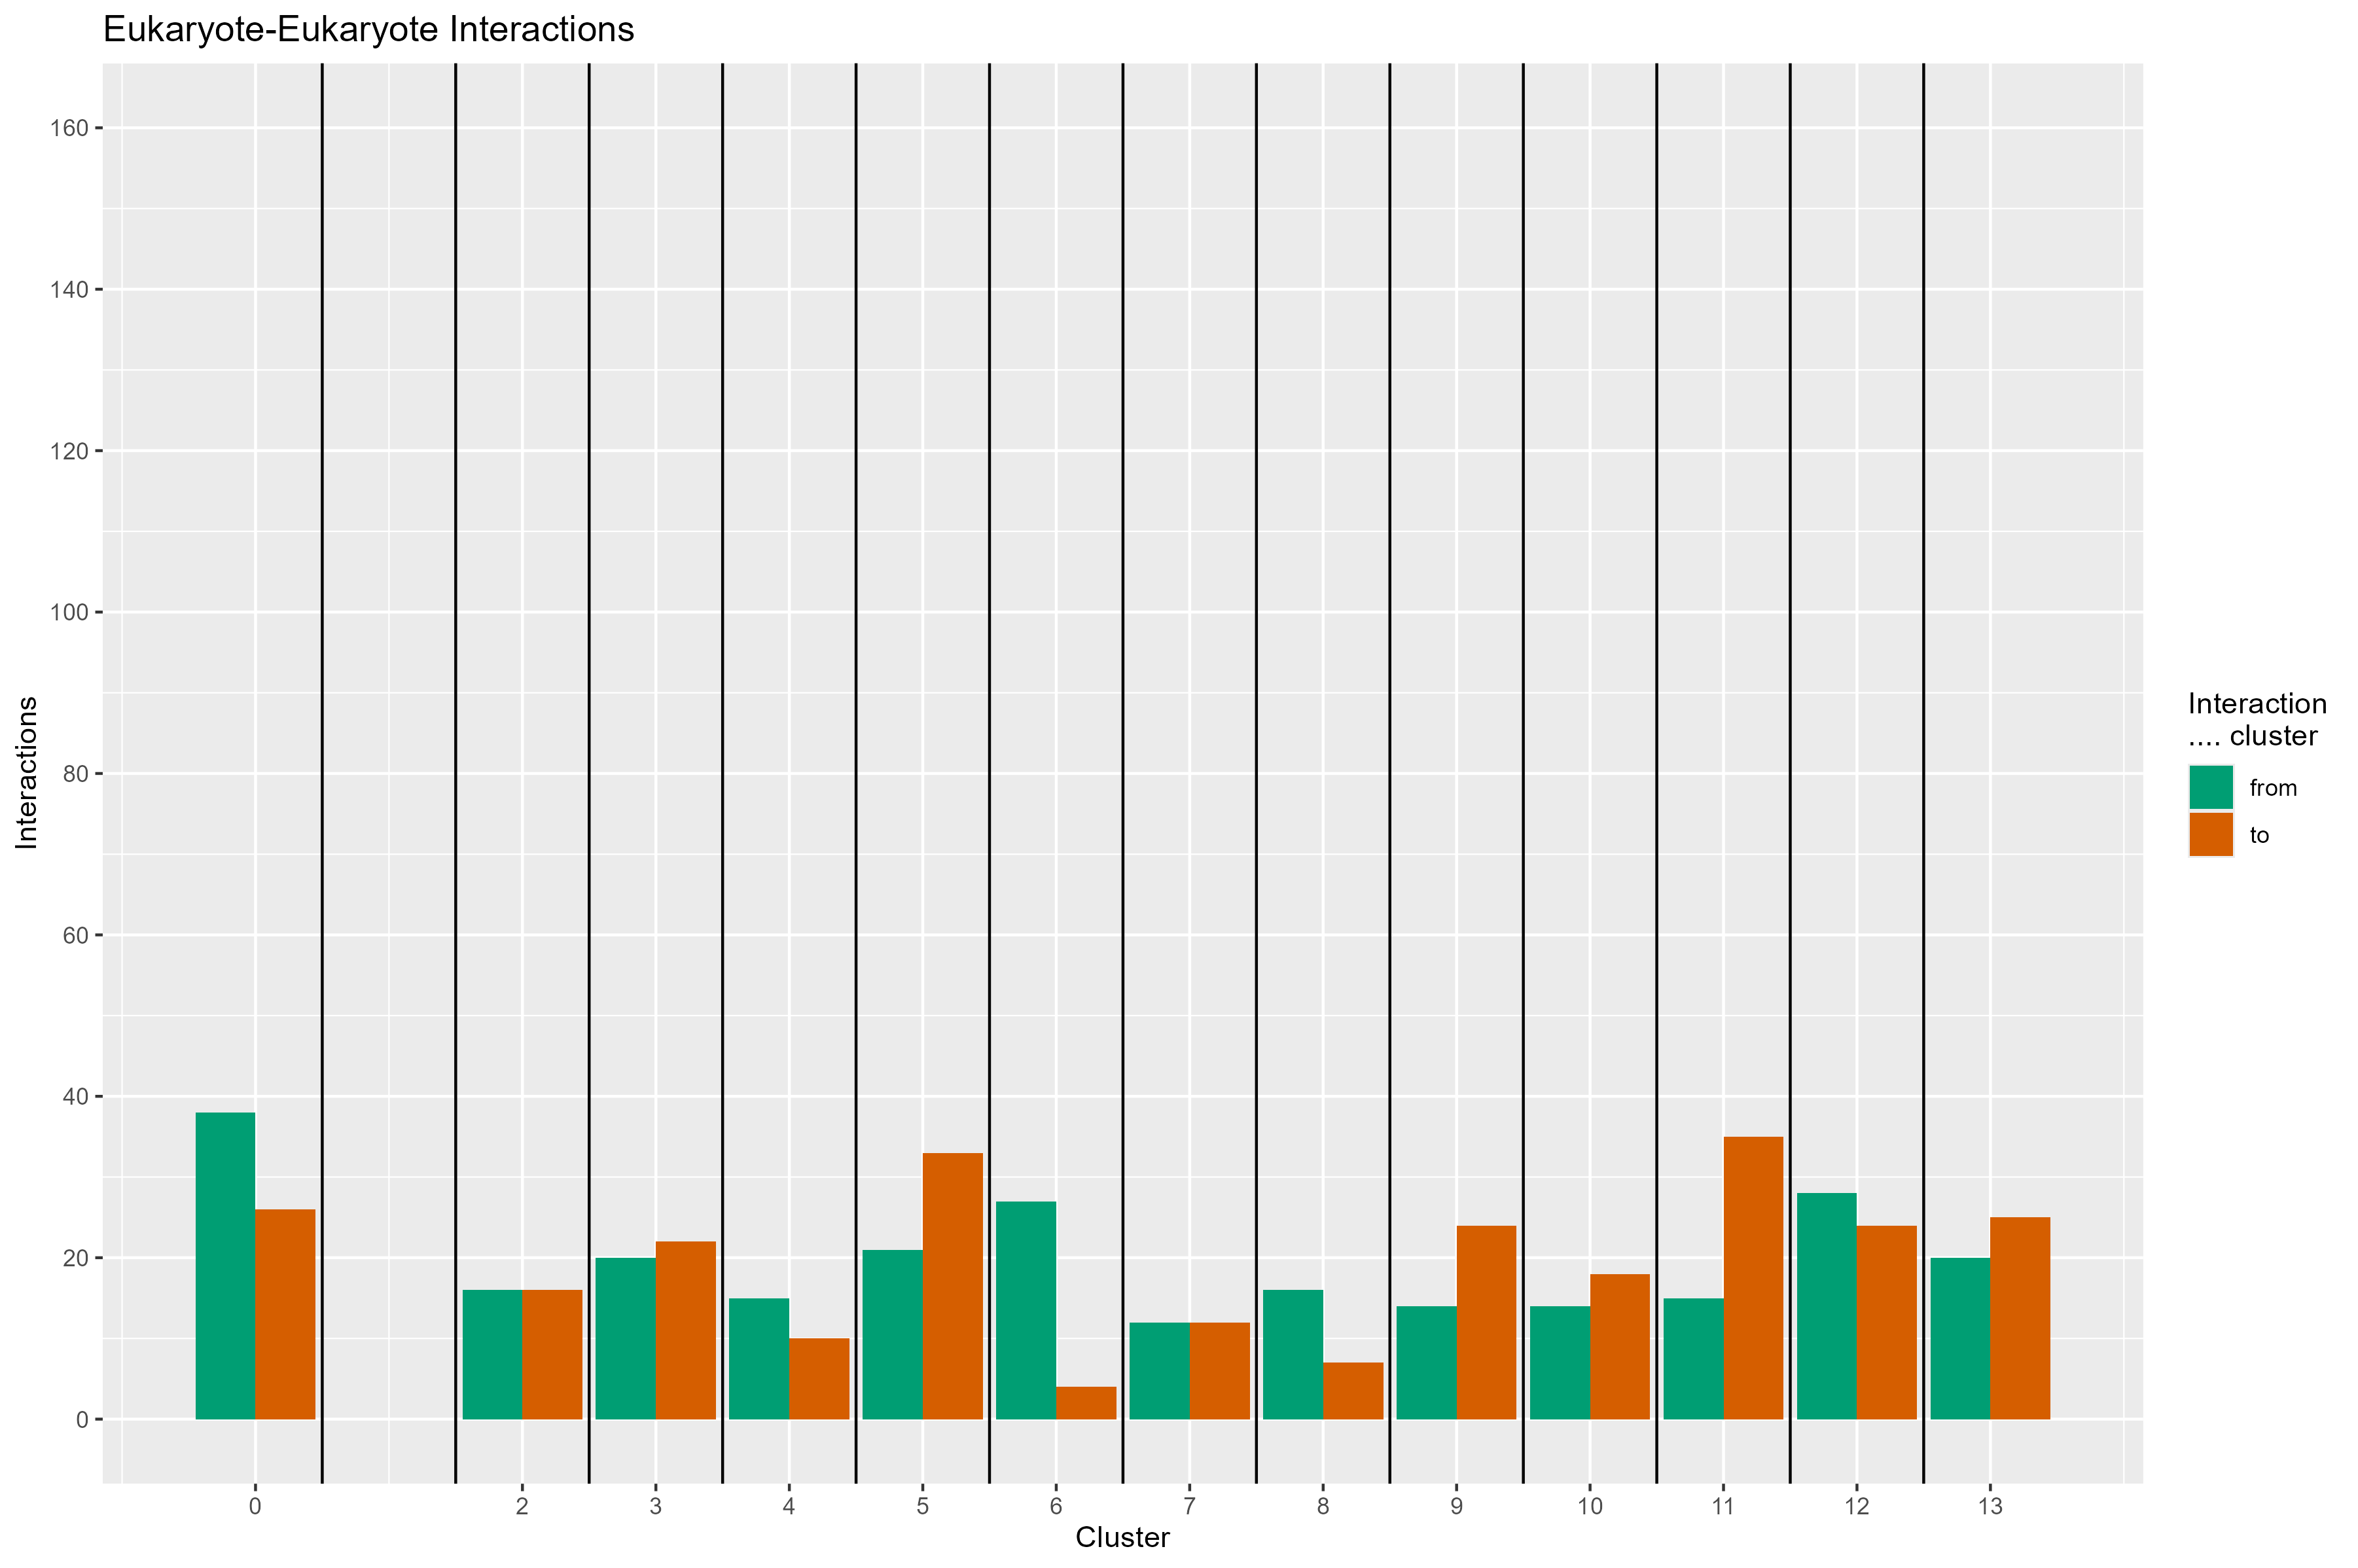 Eukaryote-Eukaryote Interactions
160
140
120
100
80
60
40
20
0
Interactions
0 2 3 4 5 6 7 8 9 10 11 12 13
Cluster
Interaction
.... cluster
from
to